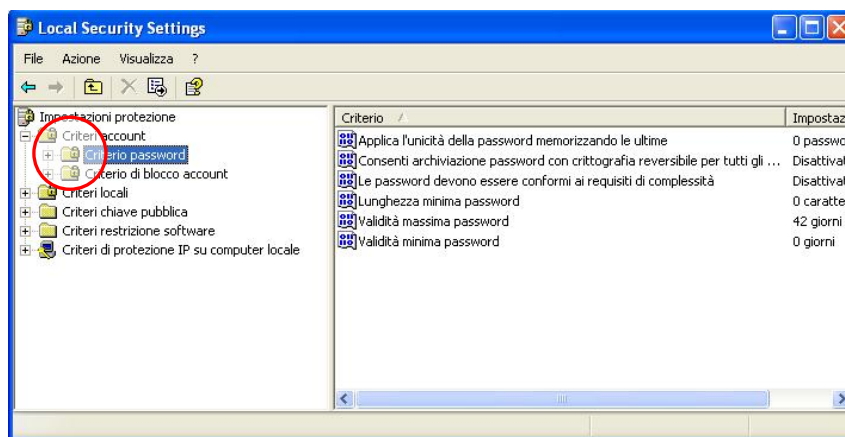 Local Security Settings
File Azione Visualizza ?
Impostazioni protezione
Criteri account
Criterio password
Criterio di blocco account
Criteri locali
Criteri chiave pubblica
Criteri restrizione software
Criteri di protezione IP su computer locale
Criterio Impostaz
Applica l'unicità della password memorizzando le ultime 0 passwo
Consenti archiviazione password con crittografia reversibile per tutti gli ... Disattivat
Le password devono essere conformi ai requisiti di complessità Disattivat
Lunghezza minima password 0 caratte
Validità massima password 42 giorni
Validità minima password 0 giorni